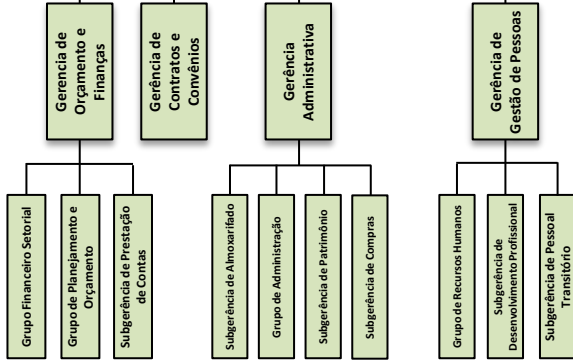 Gerencia de
Orçamento e
Finanças
Gerência de
Contratos e
Convênios
Gerência
Administrativa
Gerência de
Gestão de Pessoas
Grupo Financeiro Setorial
Grupo de Planejamento e
Orçamento
Subgerência de Prestação
de Contas
Subgerência de Almoxarifado
Grupo de Administração
Subgerência de Patrimônio
Subgerência de Compras
Grupo de Recursos Humanos
Subgerência de
Desenvolvimento Profissional
Subgerência de Pessoal
Transitório